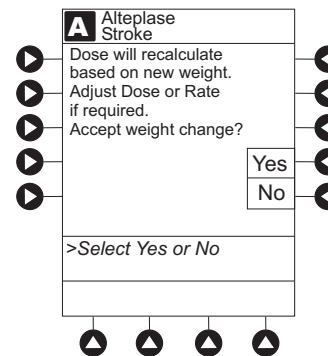 A Alteplase
Stroke
Dose will recalculate
based on new weight.
Adjust Dose or Rate
if required.
Accept weight change?
Yes
No
>Select Yes or No